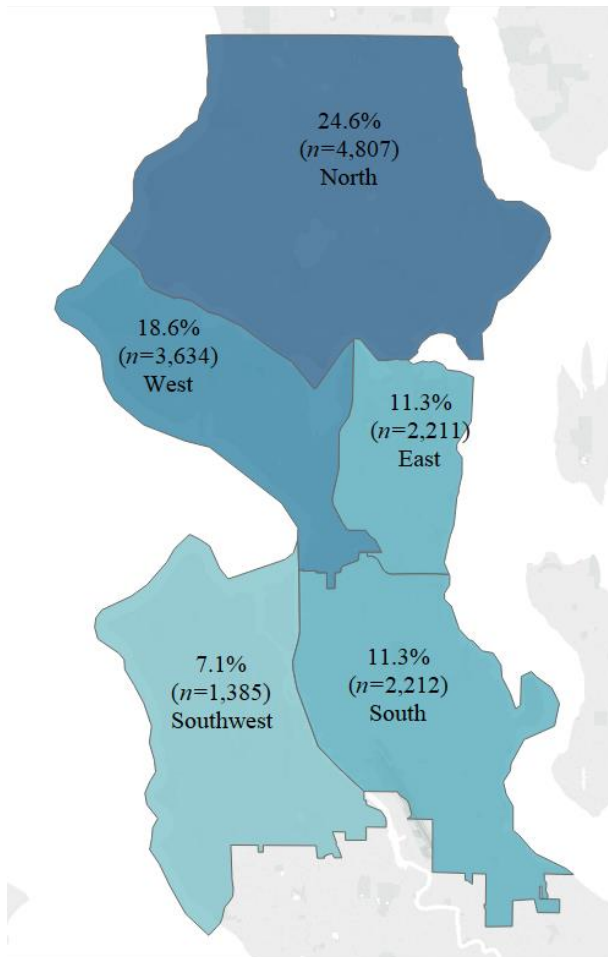 24.6%
(n=4,807)
North
18.6%
(n=3,634)
West
11.3%
(n=2,211)
East
7.1%
(n=1,385)
Southwest
11.3%
(n=2,212)
South